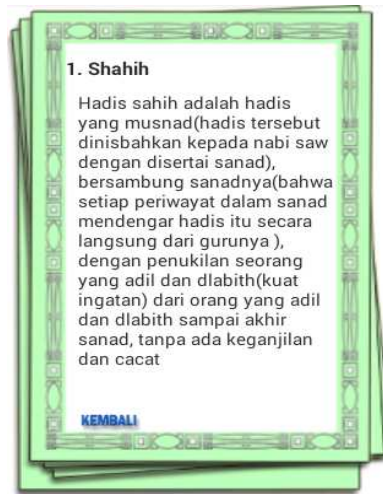 1. Shahih
Hadis sahih adalah hadis
yang musnad(hadis tersebut
dinisbahkan kepada nabi saw
dengan disertai sanad),
bersambung sanadnya(bahwa
setiap periwayat dalam sanad
mendengar hadis itu secara
langsung dari gurunya ),
dengan penukilan seorang
yang adil dan dlabith(kuat
ingatan) dari orang yang adil
dan dlabith sampai akhir
sanad, tanpa ada keganjilan
dan cacat
KEMBALI